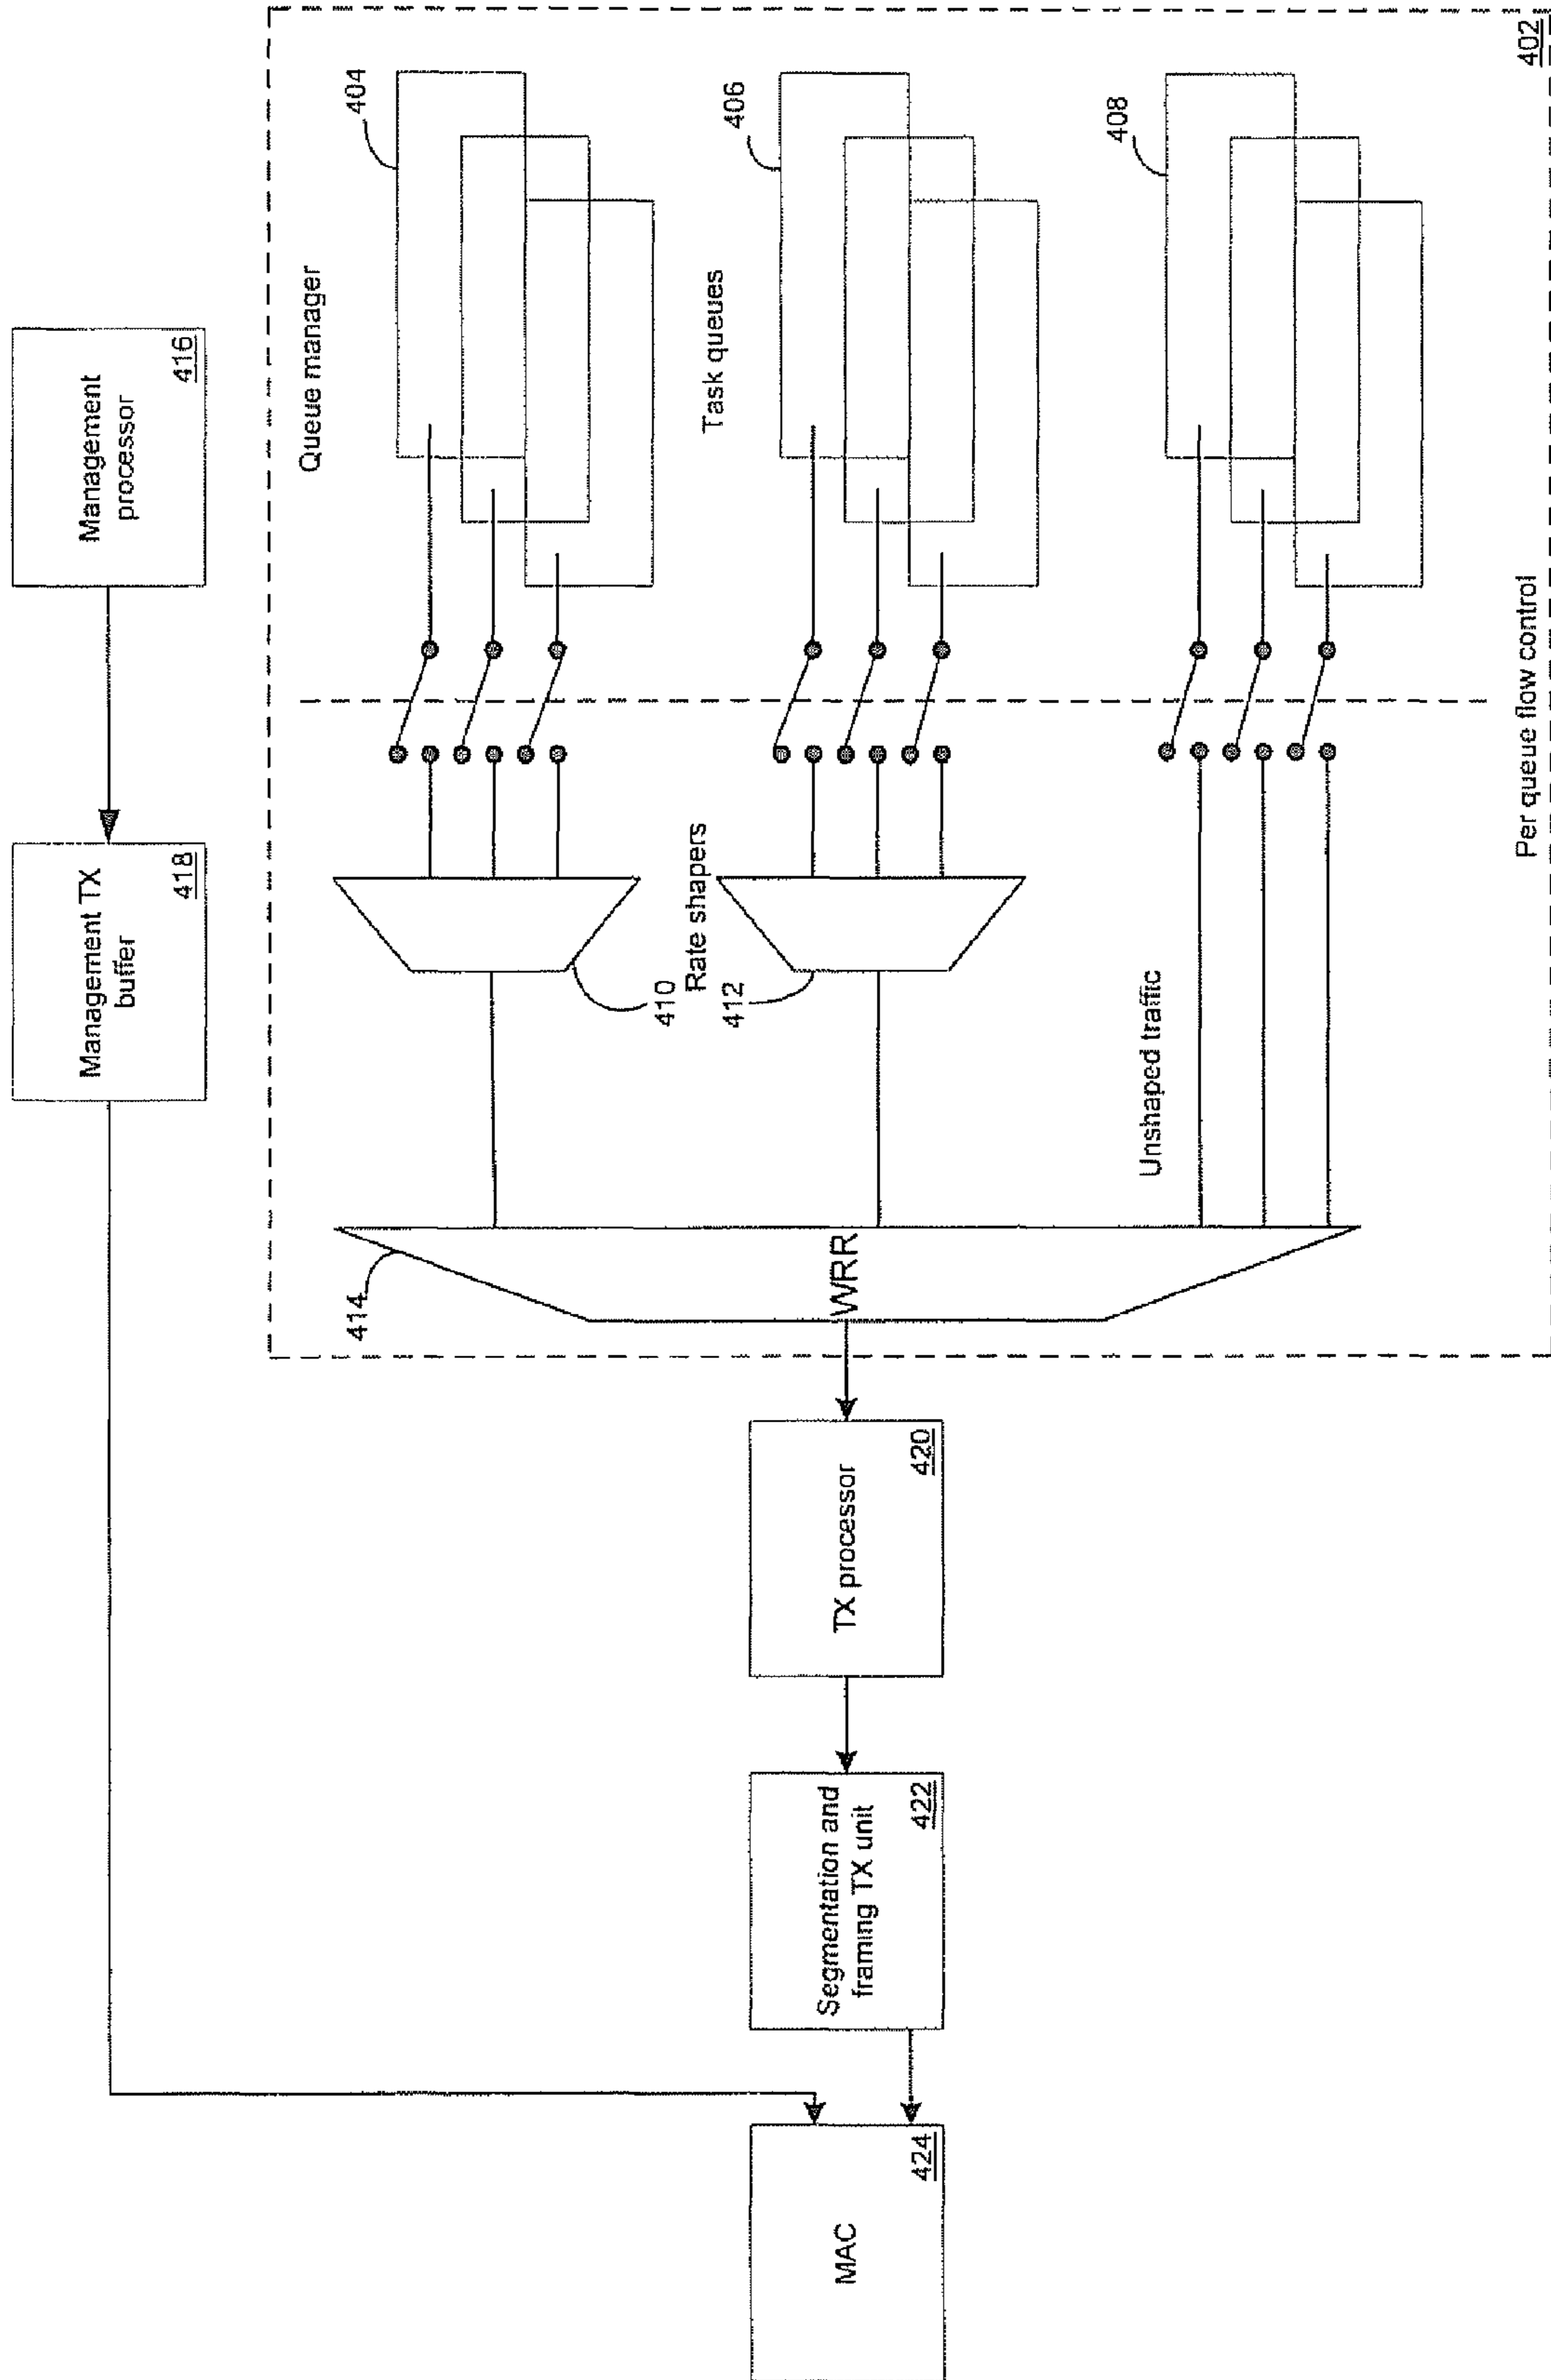 Management
processor
416
Management TX
buffer
418
402
Queue manager
404
Task queues
406
408
Per queue flow control
Rate shapers
410
412
Unshaped traffic
414
WRR
TX processor
420
Segmentation and
framing TX unit
422
MAC
424